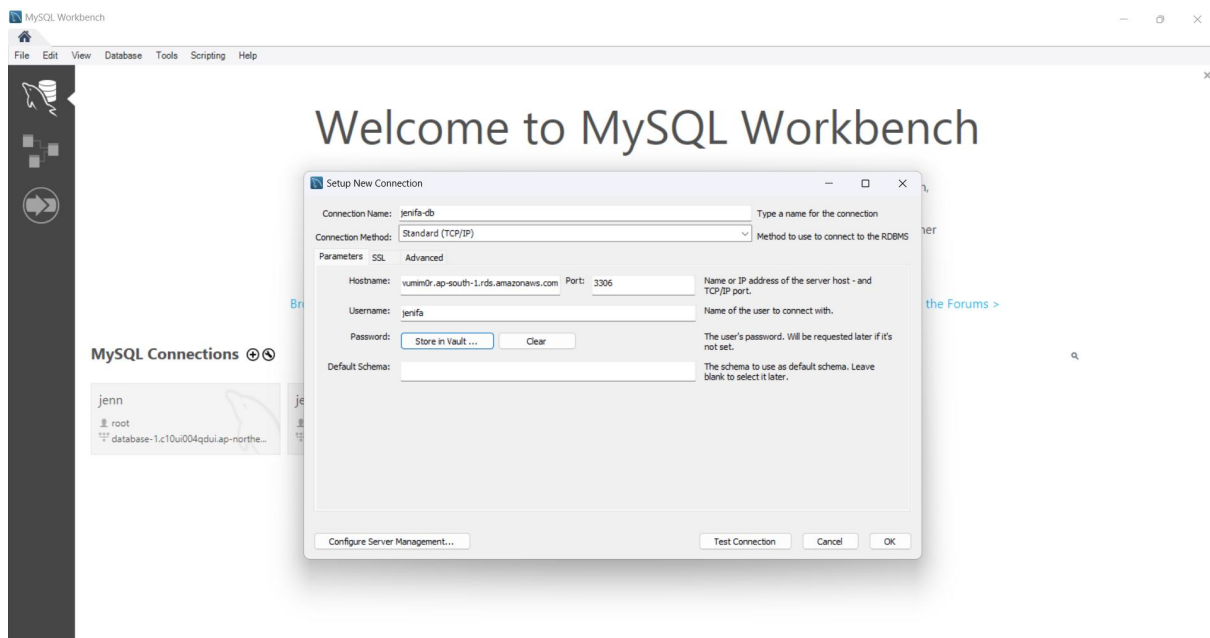 MySQL Workbench
File Edit View Database Tools Scripting Help
Welcome to MySQL Workbench
Setup New Connection
Connection Name: jenifa-db Type a name for the connection
Connection Method: Standard (TCP/IP) Method to use to connect to the RDBMS
Parameters SSL Advanced
Hostname: vumim0r.ap-south-1.rds.amazonaws.com Port: 3306 Name or IP address of the server host - and
TCP/IP port.
Username: jenifa Name of the user to connect with.
the Forums >
Password: Store in Vault ... Clear The user's password. Will be requested later if it's
not set.
MySQL Connections
Default Schema: The schema to use as default schema. Leave
blank to select it later.
jenn
root
database-1.c10ui004qdui.ap-northe...
Configure Server Management... Test Connection Cancel OK